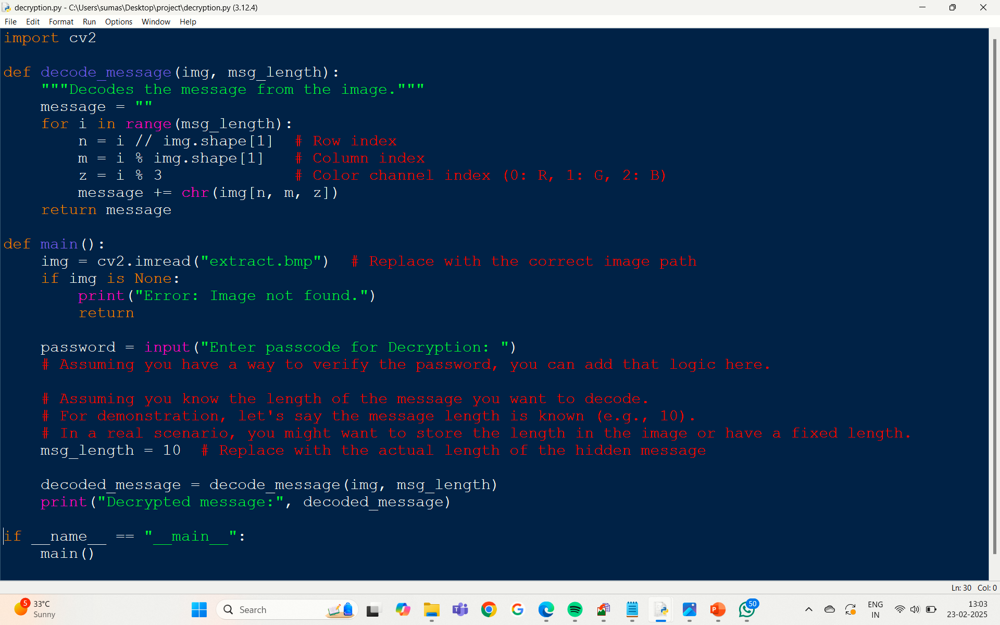 decryption.py - C:\Users\sumas\Desktop\project\decryption.py (3.12.4)
File Edit Format Run Options Window Help
import cv2
def decode_message(img, msg_length):
    """Decodes the message from the image."""
    message = ""
    for i in range(msg_length):
        n = i // img.shape[1]  # Row index
        m = i % img.shape[1]   # Column index
        z = i % 3              # Color channel index (0: R, 1: G, 2: B)
        message += chr(img[n, m, z])
    return message
def main():
    img = cv2.imread("extract.bmp")  # Replace with the correct image path
    if img is None:
        print("Error: Image not found.")
        return
    password = input("Enter passcode for Decryption: ")
    # Assuming you have a way to verify the password, you can add that logic here.
    # Assuming you know the length of the message you want to decode.
    # For demonstration, let's say the message length is known (e.g., 10).
    # In a real scenario, you might want to store the length in the image or have a fixed length.
    msg_length = 10  # Replace with the actual length of the hidden message
    decoded_message = decode_message(img, msg_length)
    print("Decrypted message:", decoded_message)
if __name__ == "__main__":
    main()
Ln: 30 Col: 0
5
33°C
Sunny
Search
50
ENG
IN
13:03
23-02-2025